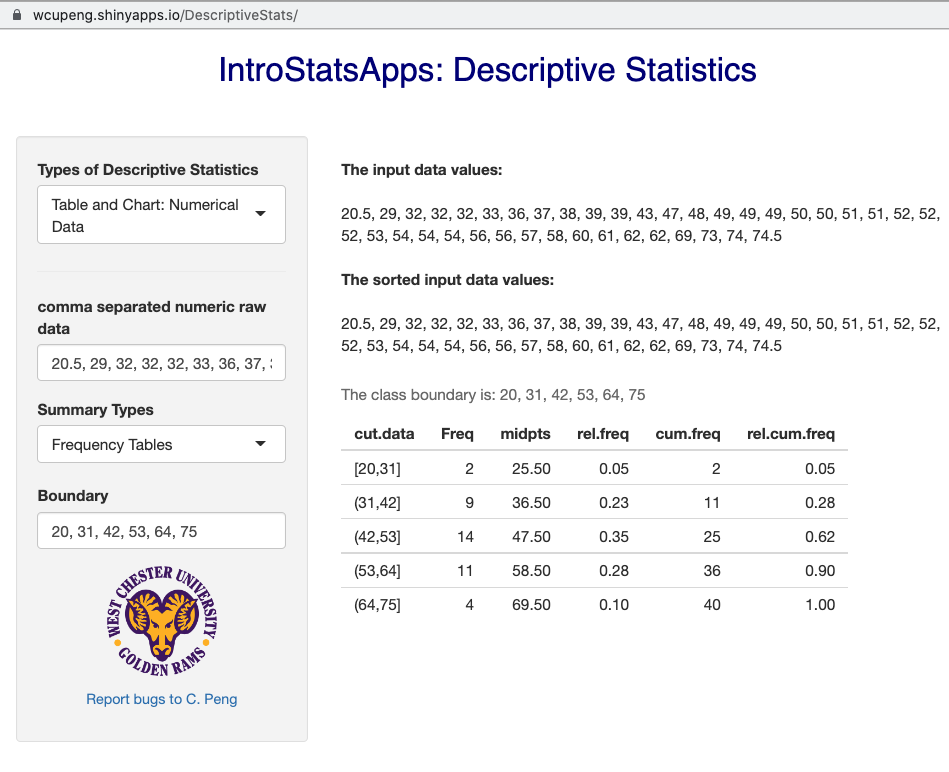 wcupeng.shinyapps.io/DescriptiveStats/
IntroStatsApps: Descriptive Statistics
Types of Descriptive Statistics
Table and Chart: Numerical
Data
comma separated numeric raw
data
20.5, 29, 32, 32, 32, 33, 36, 37,
Summary Types
Frequency Tables
Boundary
20, 31, 42, 53, 64, 75
WEST CHESTER UNIVERSITY
GOLDEN RAMS
Report bugs to C. Peng
The input data values:
20.5, 29, 32, 32, 32, 33, 36, 37, 38, 39, 39, 43, 47, 48, 49, 49, 49, 50, 50, 51, 51, 52, 52,
52, 53, 54, 54, 54, 56, 56, 57, 58, 60, 61, 62, 62, 69, 73, 74, 74.5
The sorted input data values:
20.5, 29, 32, 32, 32, 33, 36, 37, 38, 39, 39, 43, 47, 48, 49, 49, 49, 50, 50, 51, 51, 52, 52,
52, 53, 54, 54, 54, 56, 56, 57, 58, 60, 61, 62, 62, 69, 73, 74, 74.5
The class boundary is: 20, 31, 42, 53, 64, 75
cut.data Freq midpts rel.freq cum.freq rel.cum.freq
[20,31] 2 25.50 0.05 2 0.05
(31,42] 9 36.50 0.23 11 0.28
(42,53] 14 47.50 0.35 25 0.62
(53,64] 11 58.50 0.28 36 0.90
(64,75] 4 69.50 0.10 40 1.00